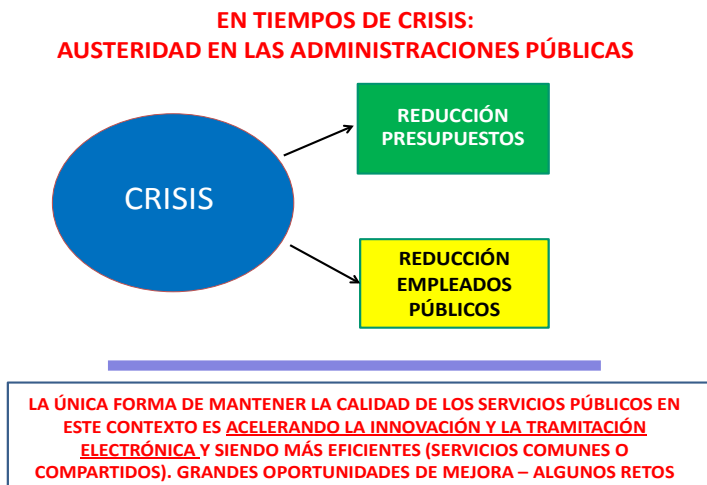 EN TIEMPOS DE CRISIS:
AUSTERIDAD EN LAS ADMINISTRACIONES PÚBLICAS
REDUCCIÓN
PRESUPUESTOS
CRISIS
REDUCCIÓN
EMPLEADOS
PÚBLICOS
LA ÚNICA FORMA DE MANTENER LA CALIDAD DE LOS SERVICIOS PÚBLICOS EN
ESTE CONTEXTO ES ACELERANDO LA INNOVACIÓN Y LA TRAMITACIÓN
ELECTRÓNICA Y SIENDO MÁS EFICIENTES (SERVICIOS COMUNES O
COMPARTIDOS). GRANDES OPORTUNIDADES DE MEJORA – ALGUNOS RETOS